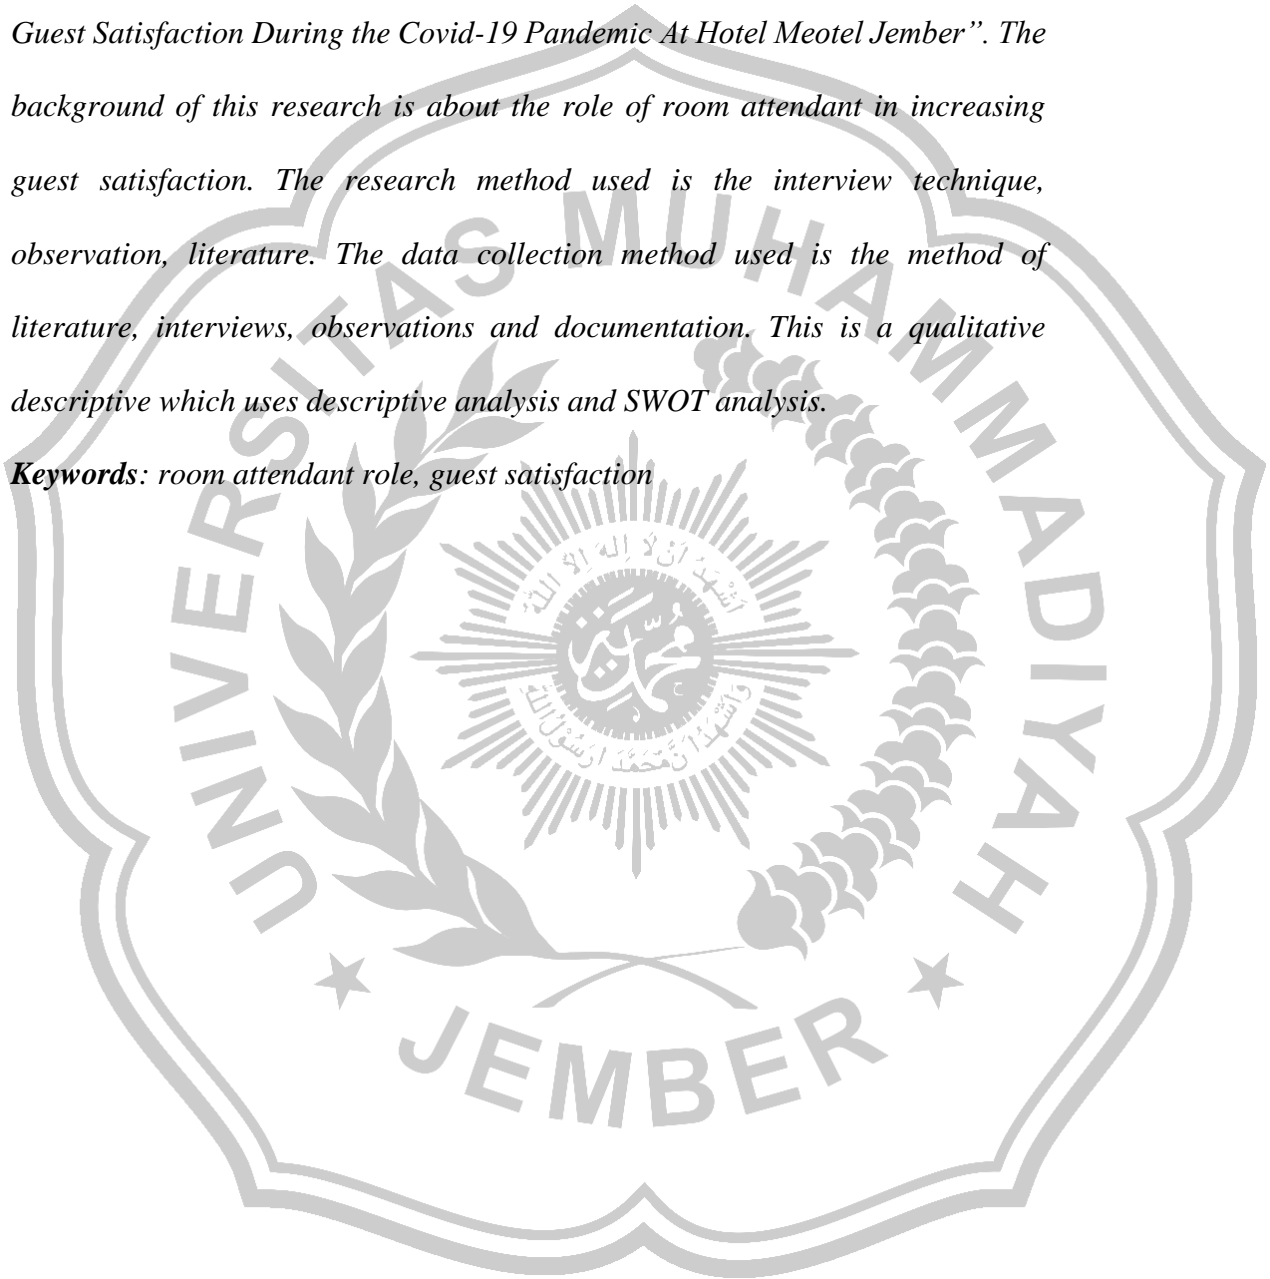 Guest Satisfaction During the Covid-19 Pandemic At Hotel Meotel Jember”. The
background of this research is about the role of room attendant in increasing
guest satisfaction. The research method used is the interview technique,
observation, literature. The data collection method used is the method of
literature, interviews, observations and documentation. This is a qualitative
descriptive which uses descriptive analysis and SWOT analysis.
Keywords: room attendant role, guest satisfaction
UNIVERSITAS MUHAMMADIYAH
JEMBER